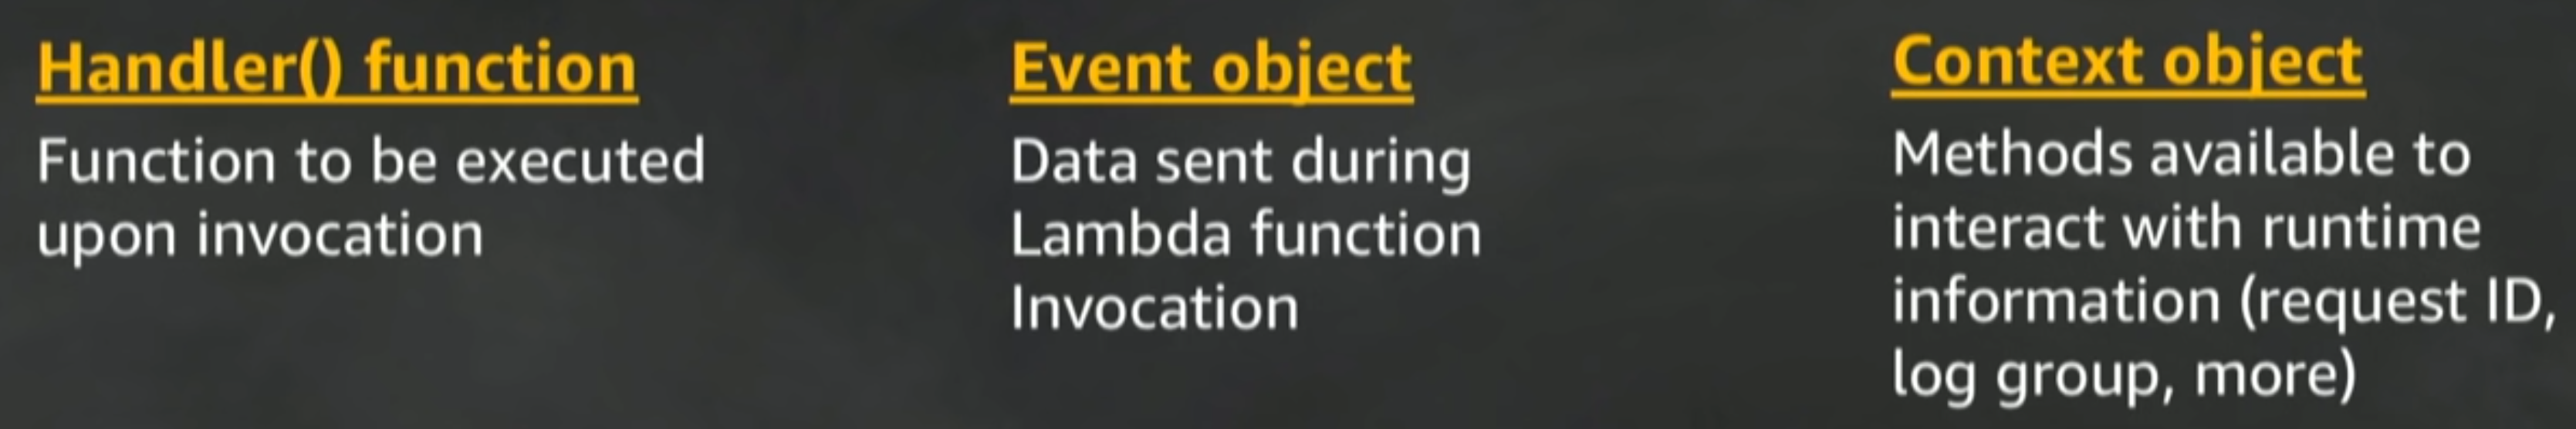 Handler() function
Function to be executed
upon invocation
Event object
Data sent during
Lambda function
Invocation
Context object
Methods available to
interact with runtime
information (request ID,
log group, more)